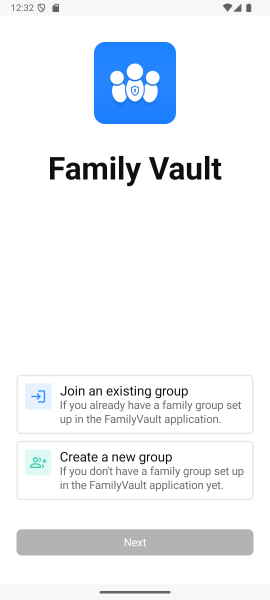 12:32
Family Vault
Join an existing group
If you already have a family group set
up in the FamilyVault application.
Create a new group
If you don't have a family group set up
in the FamilyVault application yet.
Next